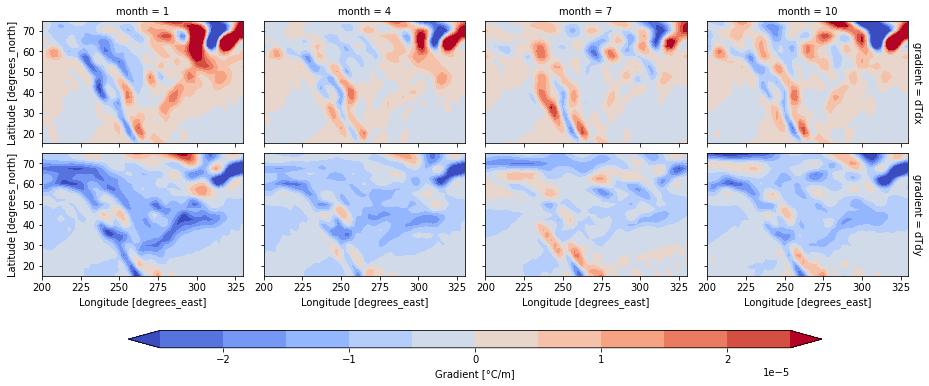 month = 1 month = 4 month = 7 month = 10
Latitude [degrees_north]
70
60
50
40
30
20
gradient = dTdx
Latitude [degrees_north]
70
60
50
40
30
20
gradient = dTdy
200 225 250 275 300 325 200 225 250 275 300 325 200 225 250 275 300 325 200 225 250 275 300 325
Longitude [degrees_east] Longitude [degrees_east] Longitude [degrees_east] Longitude [degrees_east]
−2 −1 0 1 2
1e−5
Gradient [°C/m]